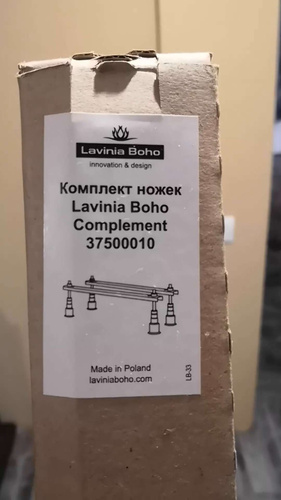 Lavinia Boho
innovation & design
Комплект ножек
Lavinia Boho
Complement
37500010
Made in Poland
laviniaboho.com
LB-33